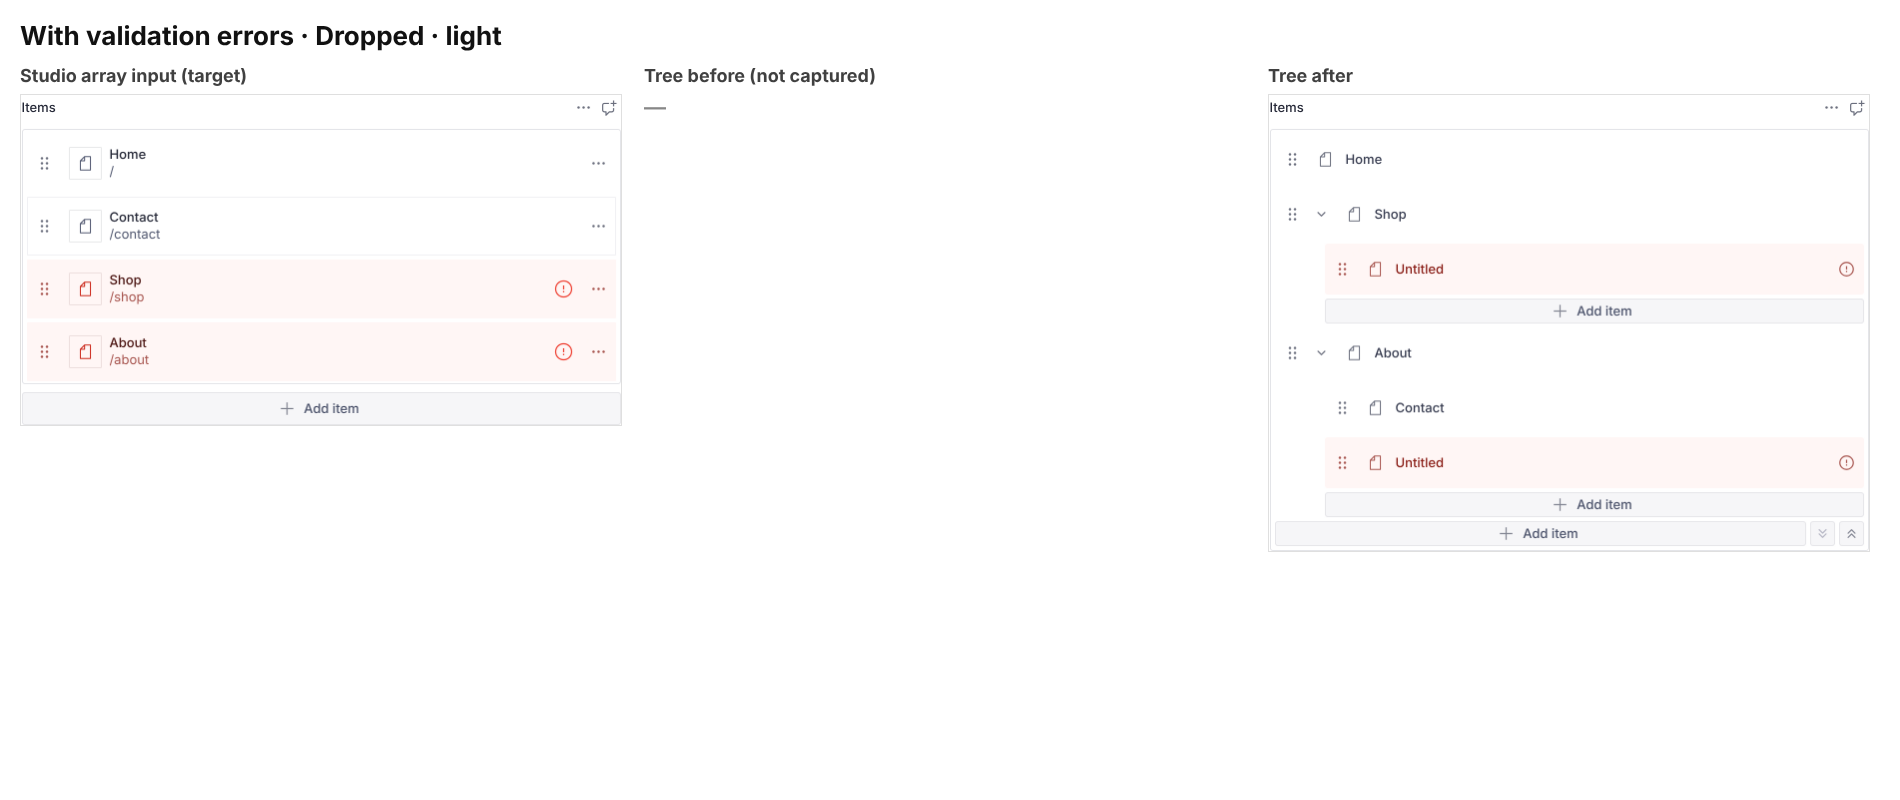 With validation errors · Dropped · light
Studio array input (target)
Items
Home
/
Contact
/contact
Shop
/shop
About
/about
Add item
Tree before (not captured)
—
Tree after
Items
Home
Shop
Untitled
Add item
About
Contact
Untitled
Add item
Add item